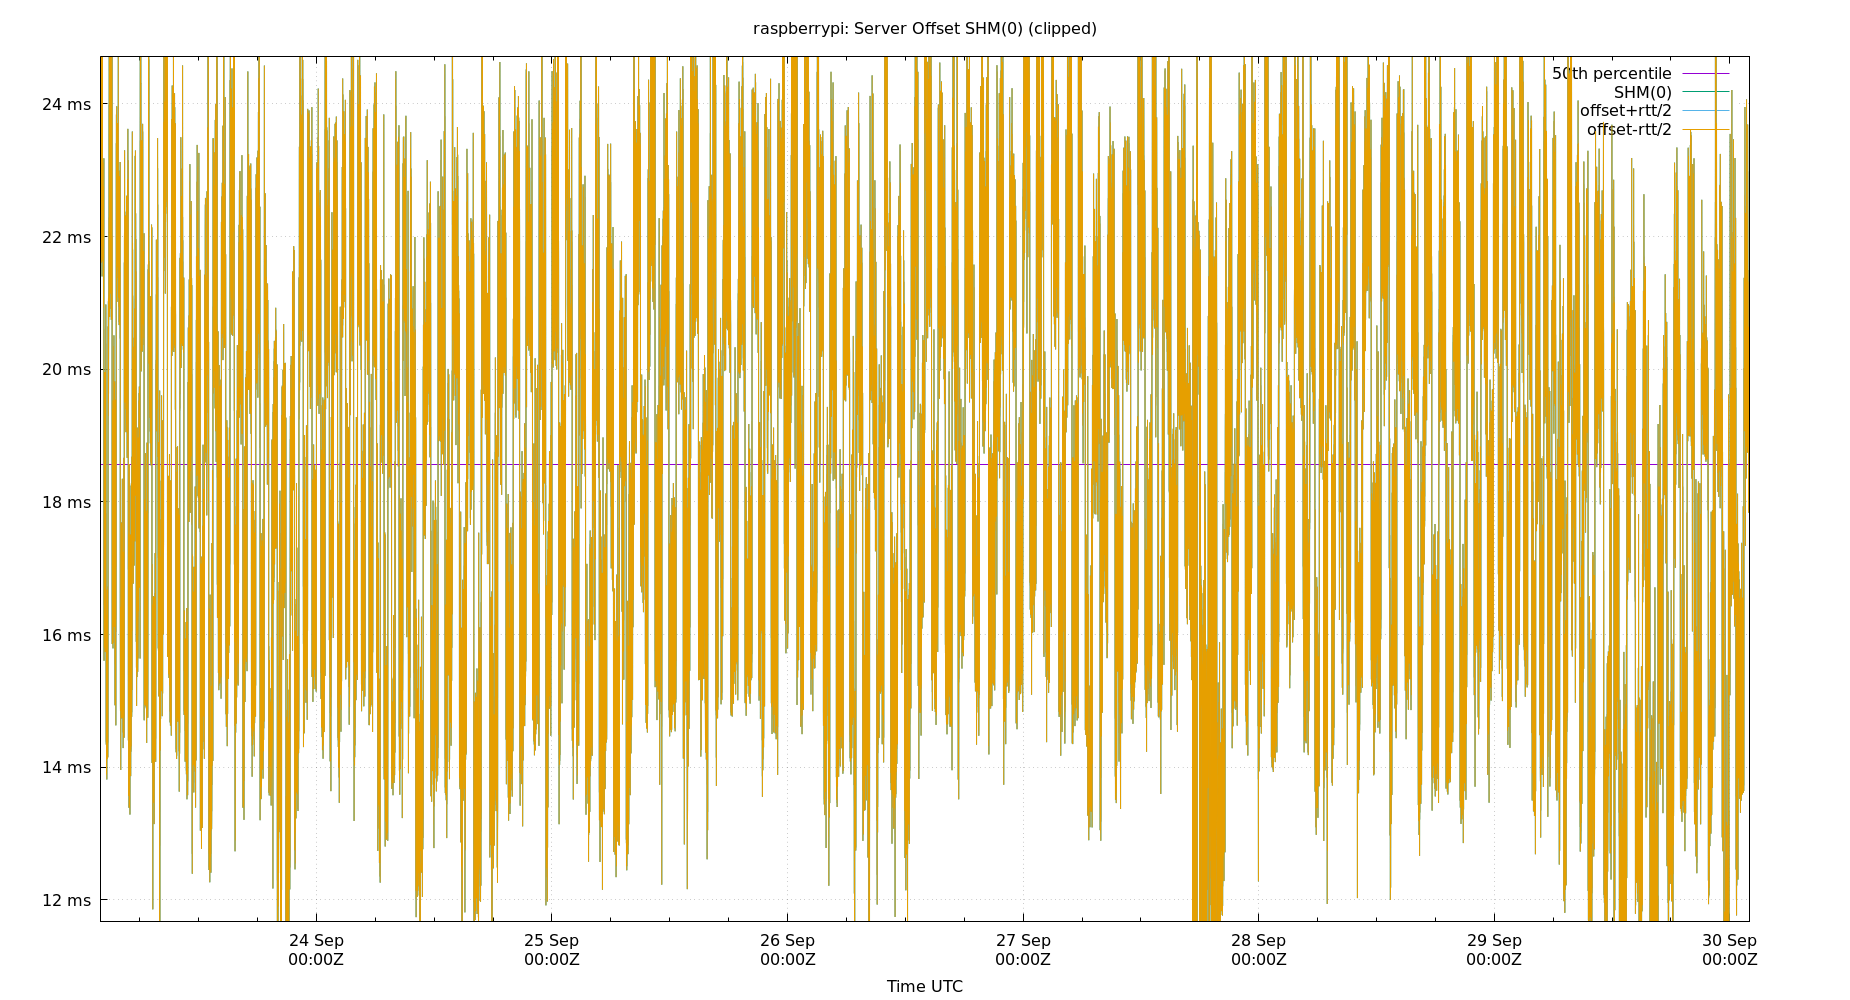 raspberrypi: Server Offset SHM(0) (clipped)
50th percentile
SHM(0)
offset+rtt/2
offset-rtt/2
24 ms
22 ms
20 ms
18 ms
16 ms
14 ms
12 ms
24 Sep 25 Sep 26 Sep 27 Sep 28 Sep 29 Sep 30 Sep
00:00Z 00:00Z 00:00Z 00:00Z 00:00Z 00:00Z 00:00Z
Time UTC